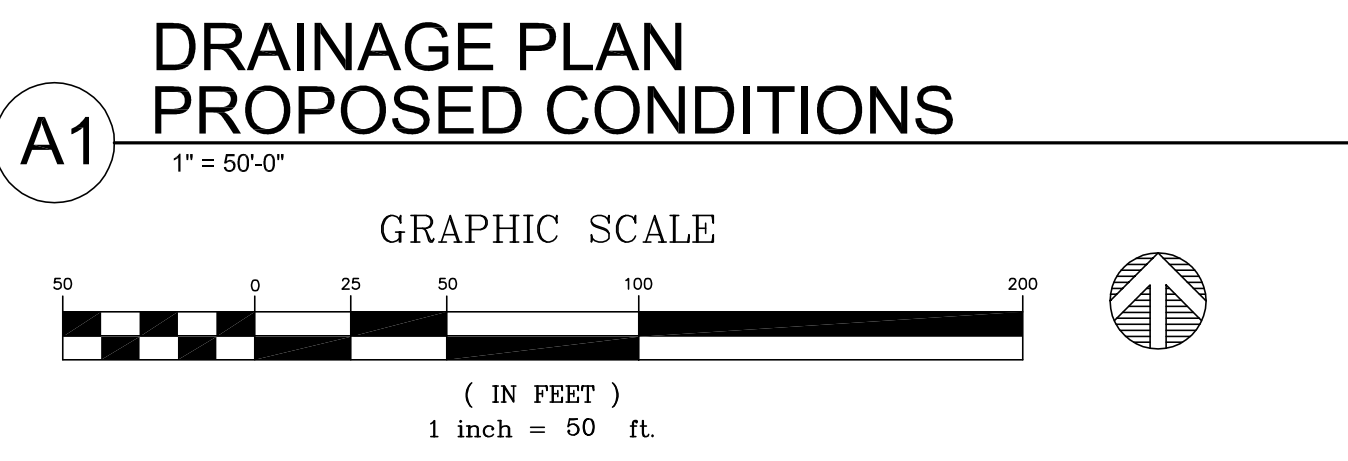 DRAINAGE PLAN
PROPOSED CONDITIONS
A1
1" = 50'-0"
GRAPHIC SCALE
50 0 25 50 100 200
( IN FEET )
1 inch = 50 ft.